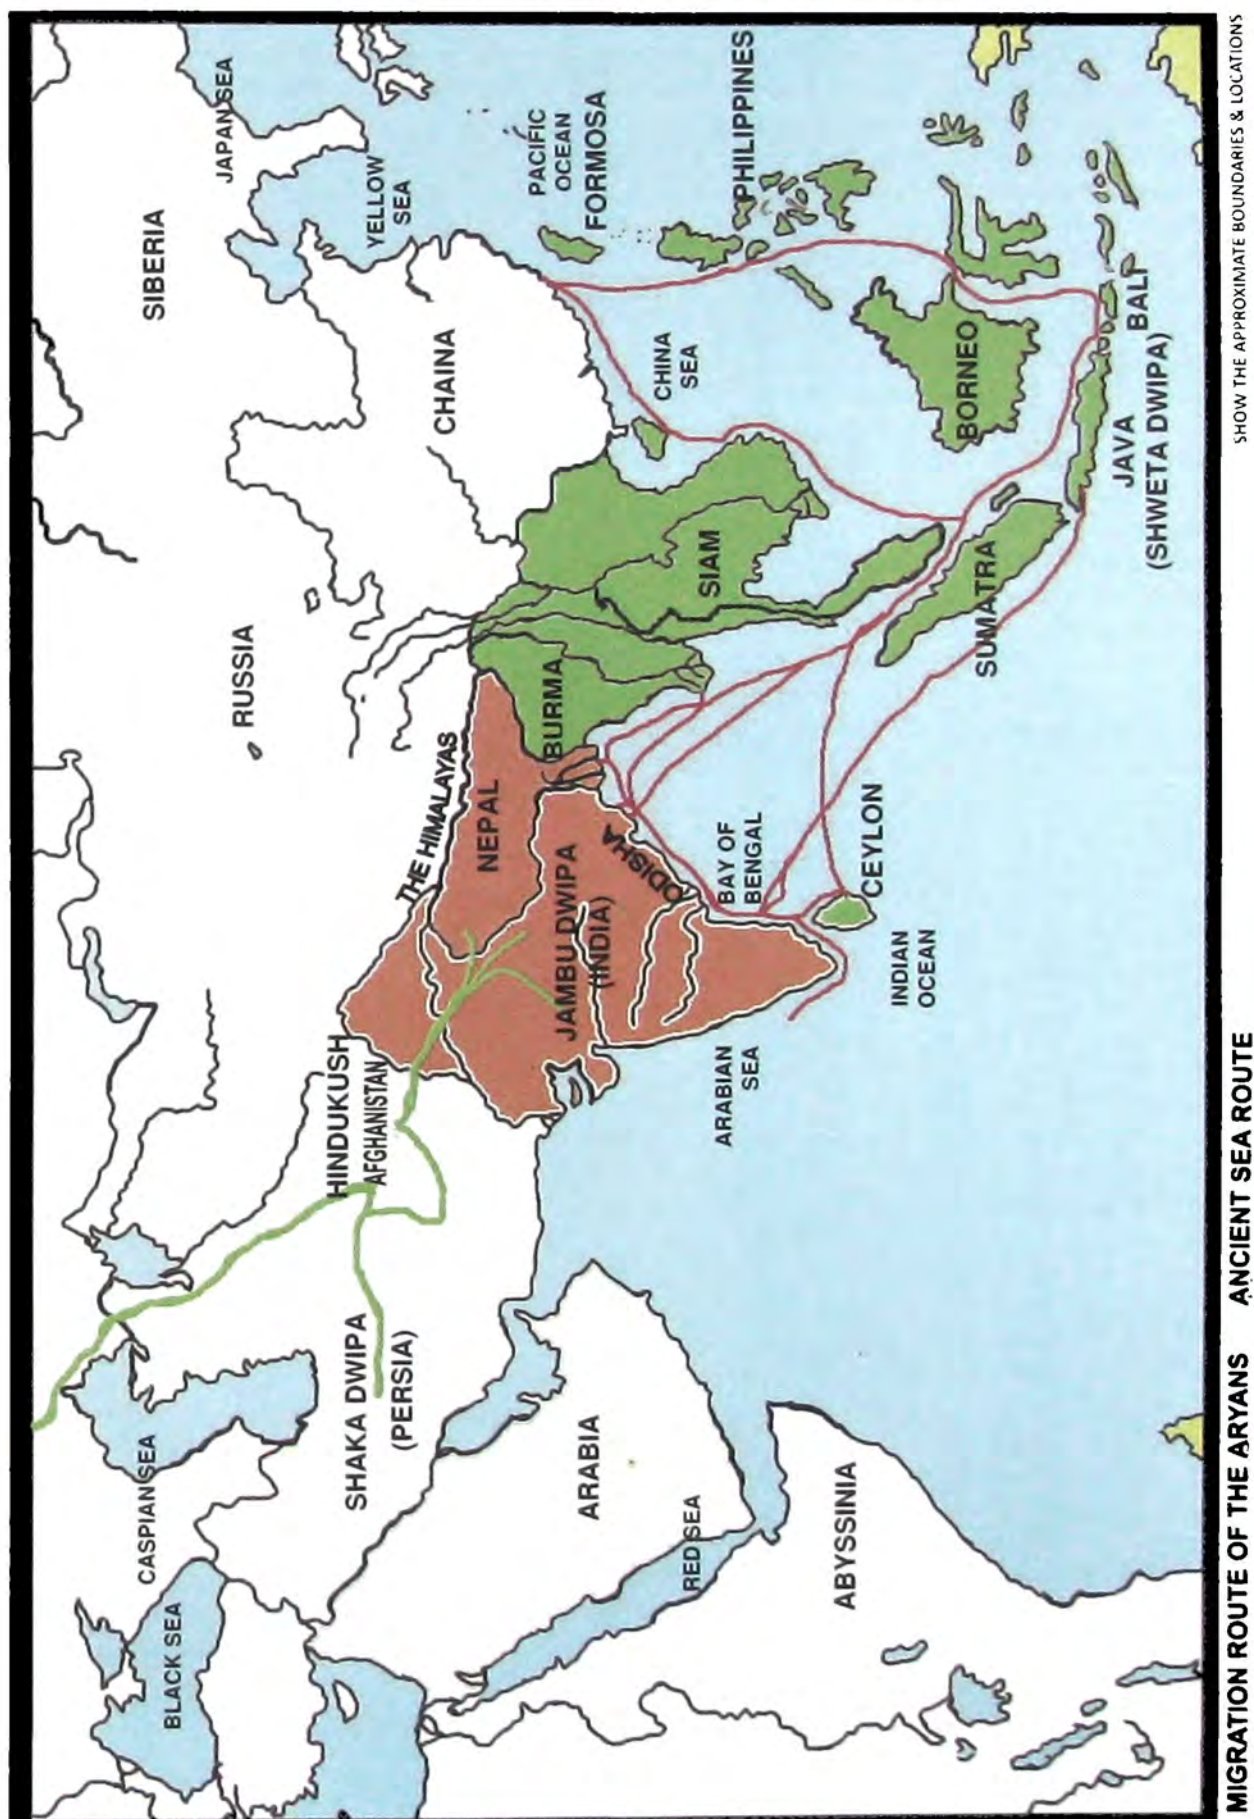 SIBERIA
JAPAN SEA
RUSSIA
YELLOW
SEA
CHAINA
PACIFIC
OCEAN
FORMOSA
PHILIPPINES
CHINA
SEA
THE HIMALAYAS
NEPAL
BURMA
SIAM
BORNEO
BALI
JAVA
(SHWETA DWIPA)
SUMATRA
HINDUKUSH
AFGHANISTAN
JAMBU DWIPA
(INDIA)
ODISHA
BAY OF
BENGAL
CEYLON
INDIAN
OCEAN
ARABIAN
SEA
CASPIAN SEA
BLACK SEA
SHAKA DWIPA
(PERSIA)
ARABIA
RED SEA
ABYSSINIA
MIGRATION ROUTE OF THE ARYANS ANCIENT SEA ROUTE
SHOW THE APPROXIMATE BOUNDARIES & LOCATIONS